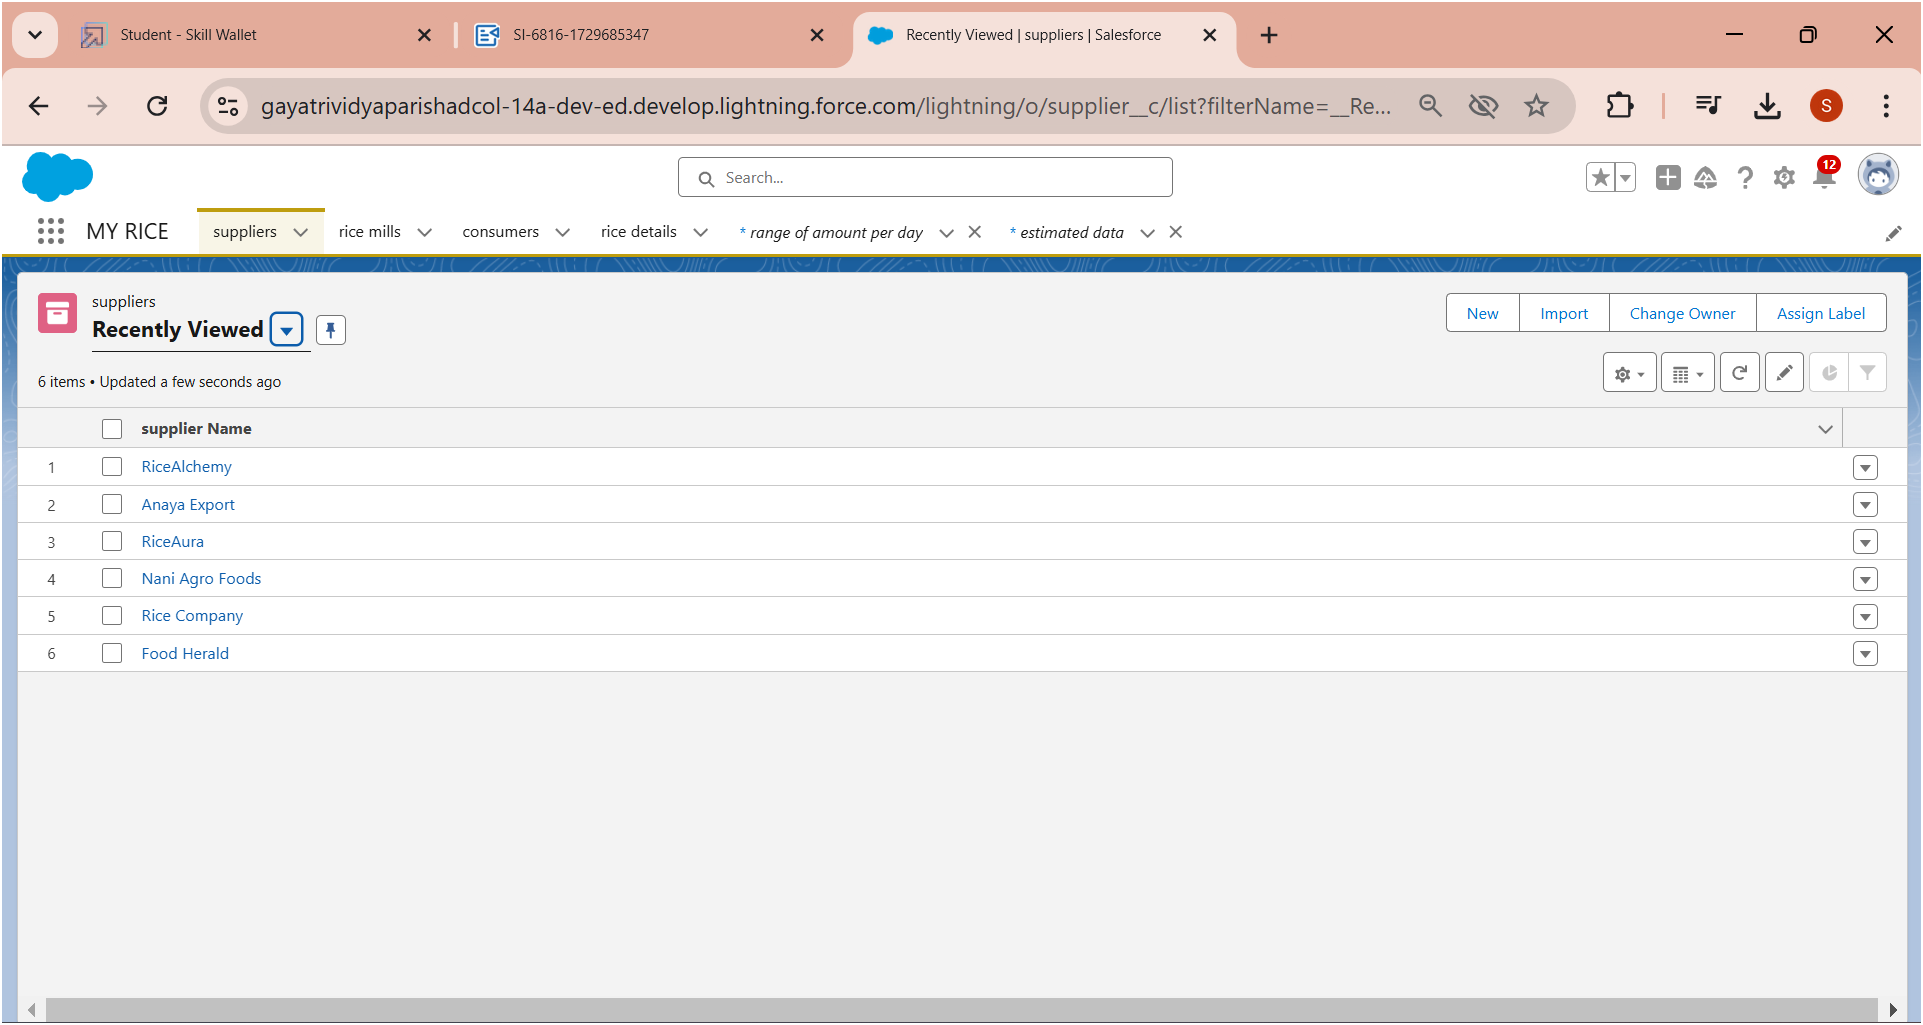 Student - Skill Wallet
SI-6816-1729685347
Recently Viewed | suppliers | Salesforce
gayatrividyaparishadcol-14a-dev-ed.develop.lightning.force.com/lightning/o/supplier__c/list?filterName=__Re...
S
Search...
12
MY RICE
suppliers
rice mills
consumers
rice details
* range of amount per day
* estimated data
suppliers
Recently Viewed
New
Import
Change Owner
Assign Label
6 items • Updated a few seconds ago
supplier Name
1 RiceAlchemy
2 Anaya Export
3 RiceAura
4 Nani Agro Foods
5 Rice Company
6 Food Herald